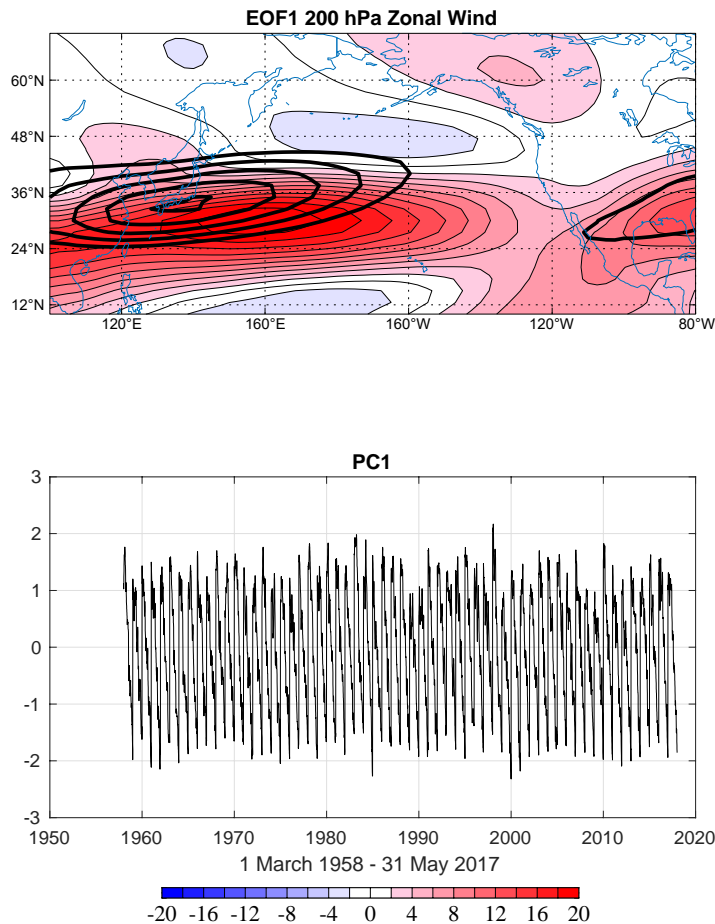 EOF1 200 hPa Zonal Wind
60°N
48°N
36°N
24°N
12°N
120°E 160°E 160°W 120°W 80°W
PC1
3
2
1
0
-1
-2
-3
1950 1960 1970 1980 1990 2000 2010 2020
1 March 1958 - 31 May 2017
-20 -16 -12 -8 -4 0 4 8 12 16 20